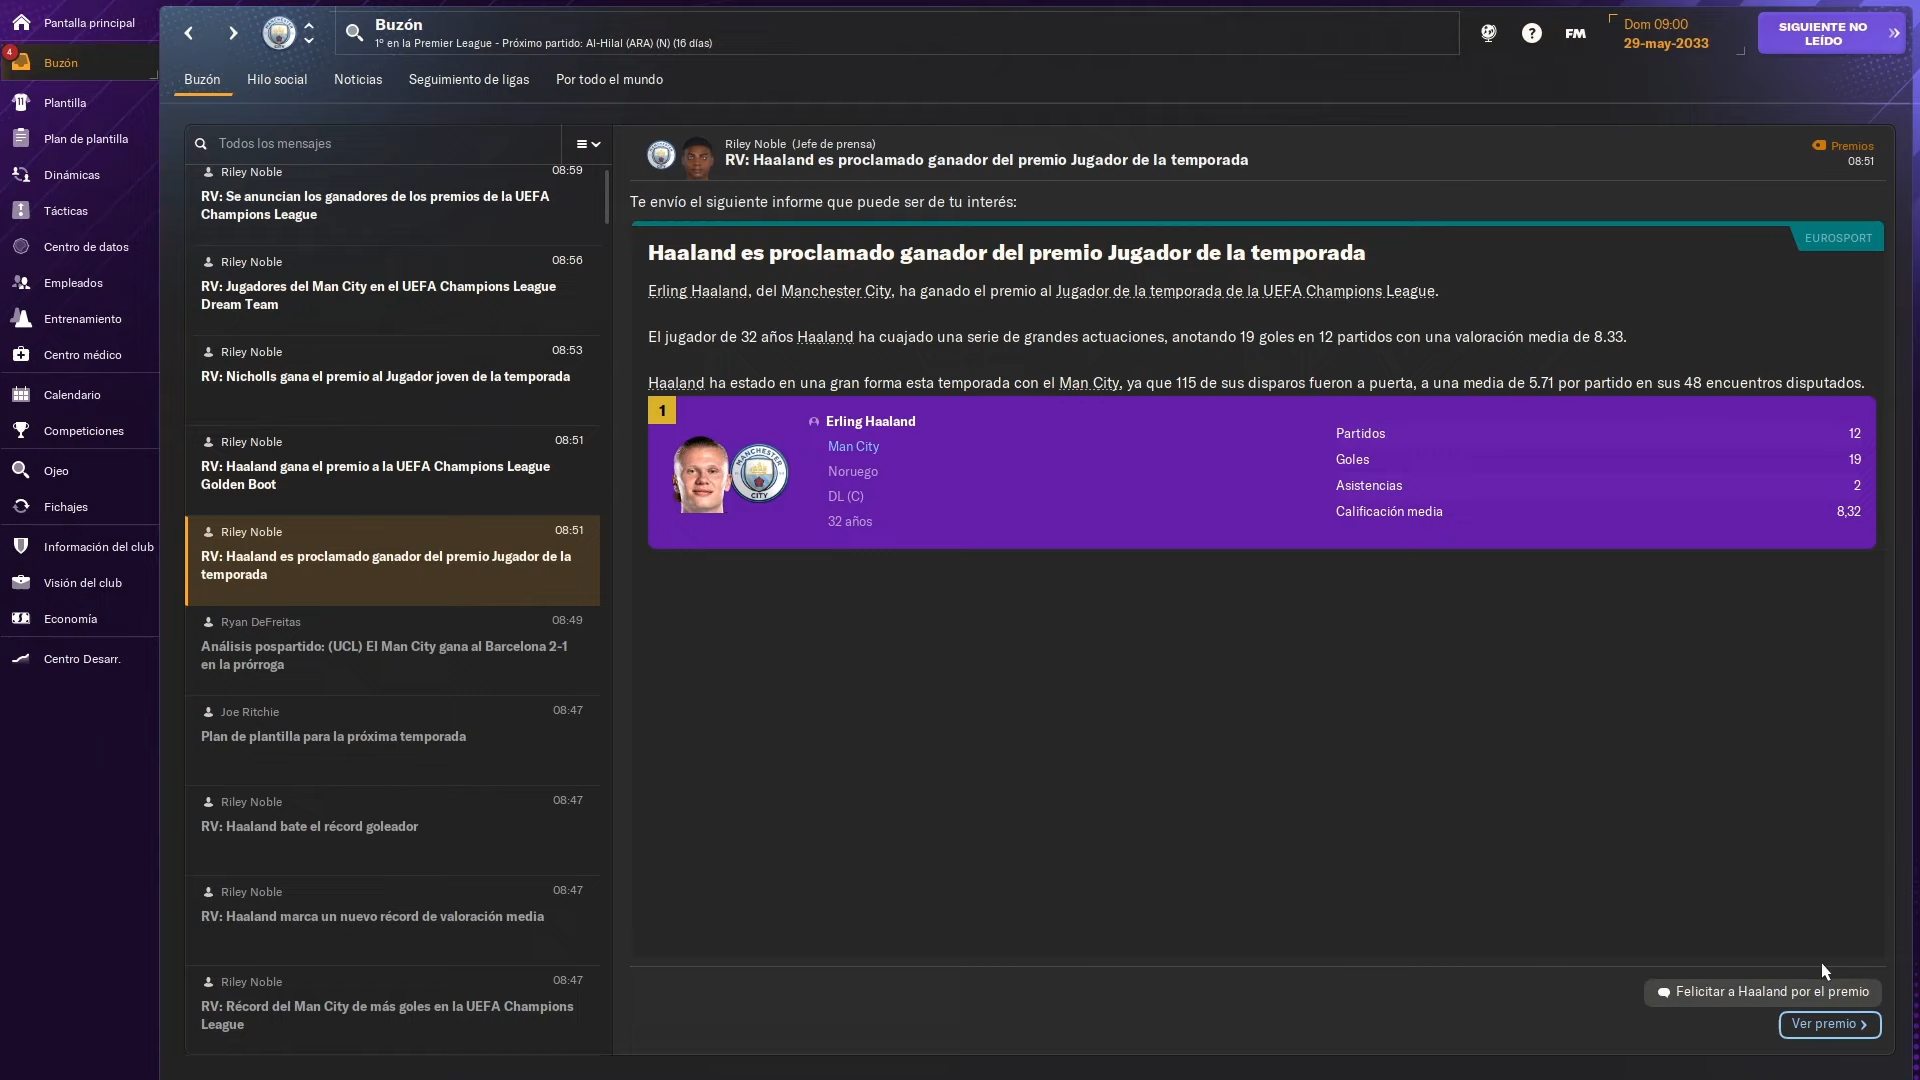 Pantalla principal
4
Buzón
Plantilla
Plan de plantilla
Dinámicas
Tácticas
Centro de datos
Empleados
Entrenamiento
Centro médico
Calendario
Competiciones
Ojeo
Fichajes
Información del club
Visión del club
Economía
Centro Desarr.
Buzón
1º en la Premier League - Próximo partido: Al-Hilal (ARA) (N) (16 días)
FM
Dom 09:00
29-may-2033
SIGUIENTE NO
LEÍDO
Buzón
Hilo social
Noticias
Seguimiento de ligas
Por todo el mundo
Todos los mensajes
Riley Noble 08:59
RV: Se anuncian los ganadores de los premios de la UEFA
Champions League
Riley Noble 08:56
RV: Jugadores del Man City en el UEFA Champions League
Dream Team
Riley Noble 08:53
RV: Nicholls gana el premio al Jugador joven de la temporada
Riley Noble 08:51
RV: Haaland gana el premio a la UEFA Champions League
Golden Boot
Riley Noble 08:51
RV: Haaland es proclamado ganador del premio Jugador de la
temporada
Ryan DeFreitas 08:49
Análisis pospartido: (UCL) El Man City gana al Barcelona 2-1
en la prórroga
Joe Ritchie 08:47
Plan de plantilla para la próxima temporada
Riley Noble 08:47
RV: Haaland bate el récord goleador
Riley Noble 08:47
RV: Haaland marca un nuevo récord de valoración media
Riley Noble 08:47
RV: Récord del Man City de más goles en la UEFA Champions
League
Riley Noble (Jefe de prensa)
RV: Haaland es proclamado ganador del premio Jugador de la temporada
Premios
08:51
Te envío el siguiente informe que puede ser de tu interés:
EUROSPORT
Haaland es proclamado ganador del premio Jugador de la temporada
Erling Haaland, del Manchester City, ha ganado el premio al Jugador de la temporada de la UEFA Champions League.
El jugador de 32 años Haaland ha cuajado una serie de grandes actuaciones, anotando 19 goles en 12 partidos con una valoración media de 8.33.
Haaland ha estado en una gran forma esta temporada con el Man City, ya que 115 de sus disparos fueron a puerta, a una media de 5.71 por partido en sus 48 encuentros disputados.
1
MANCHESTER
CITY
Erling Haaland
Man City
Noruego
DL (C)
32 años
Partidos 12
Goles 19
Asistencias 2
Calificación media 8,32
Felicitar a Haaland por el premio
Ver premio